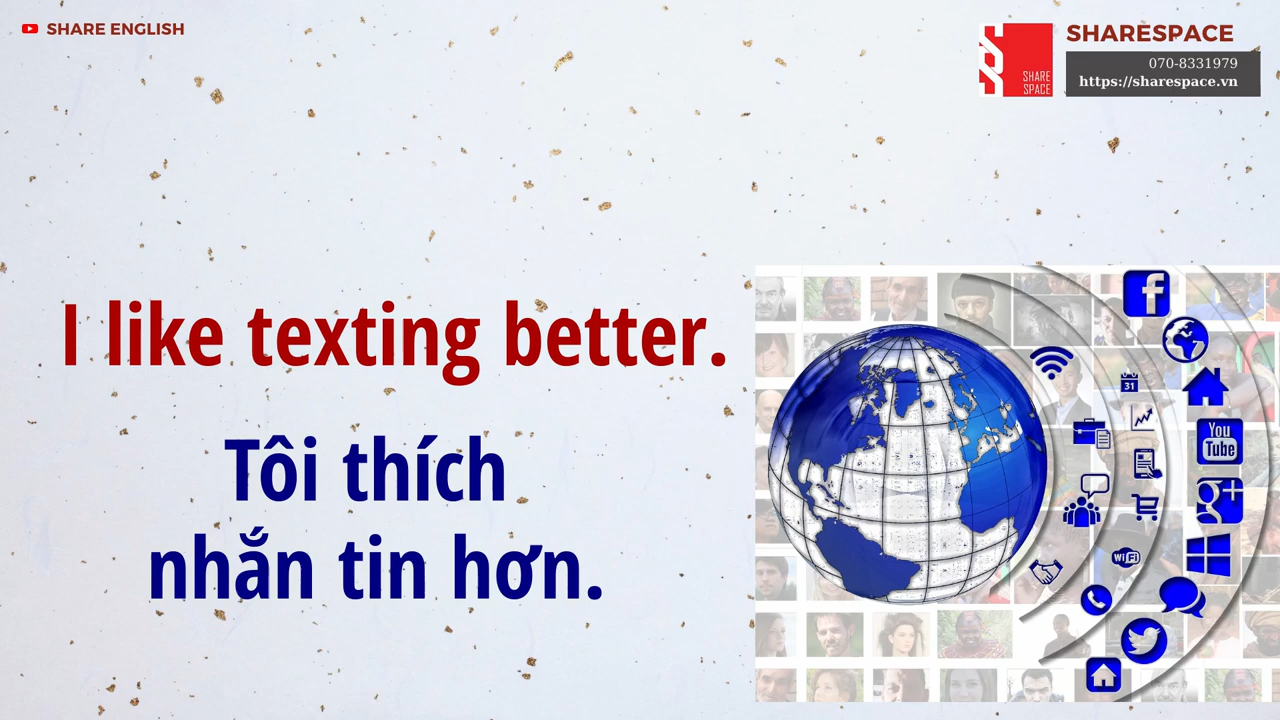 SHARE ENGLISH
SHARESPACE
070-8331979
https://sharespace.vn
SHARE
SPACE
I like texting better.
Tôi thích
nhắn tin hơn.
31
You
Tube
WiFi